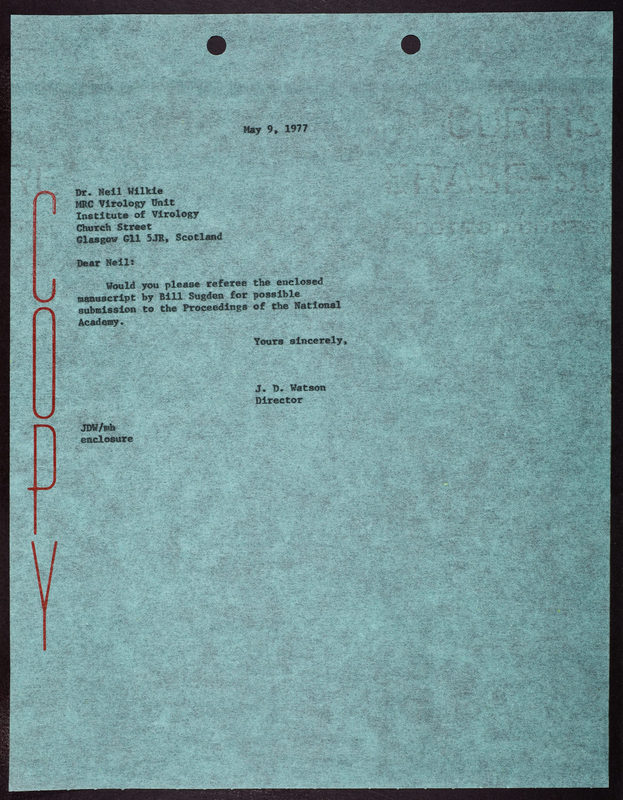 May 9, 1977
Dr. Neil Wilkie
MRC Virology Unit
Institute of Virology
Church Street
Glasgow G11 5JR, Scotland
Dear Neil:
Would you please referee the enclosed
manuscript by Bill Sugden for possible
submission to the Proceedings of the National
Academy.
Yours sincerely,
J. D. Watson
Director
JDW/mh
enclosure
COPY